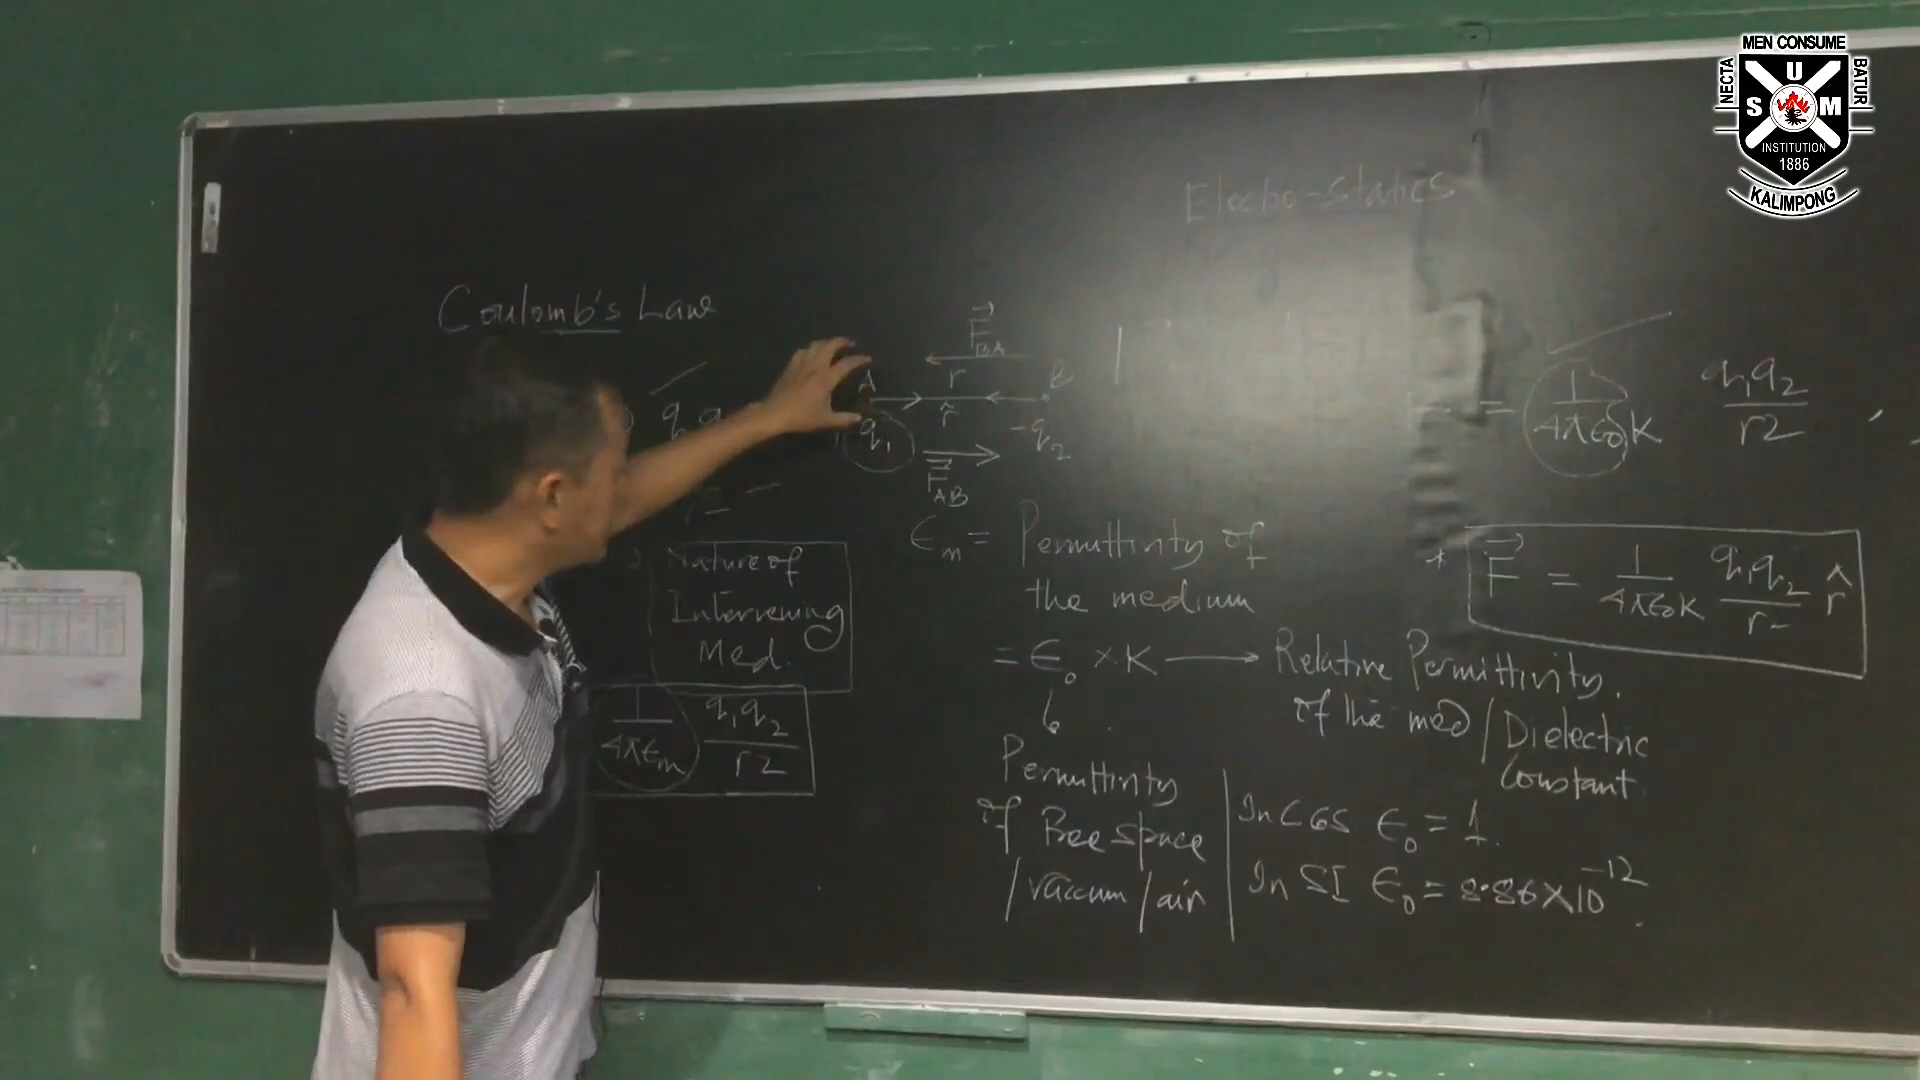 MEN CONSUME
NECTA
BATUR
S U M
INSTITUTION
1886
KALIMPONG
Electro-statics
Coulomb's Law
F⃗BA
A r B
r̂
q₁ -q₂
F⃗AB
= 1/4πϵ₀K q₁q₂/r2
Nature of
Intervening
Med.
1/4πϵm q₁q₂/r2
ϵm = Permittivity of
the medium
= ϵ₀ × K → Relative Permittivity.
of the med / Dielectric
Constant
Permittivity
of Free space
/ vaccum / air
In CGS ϵ₀ = 1.
In SI ϵ₀ = 8.86×10⁻¹²
* F⃗ = 1/4πϵ₀K q₁q₂/r² r̂